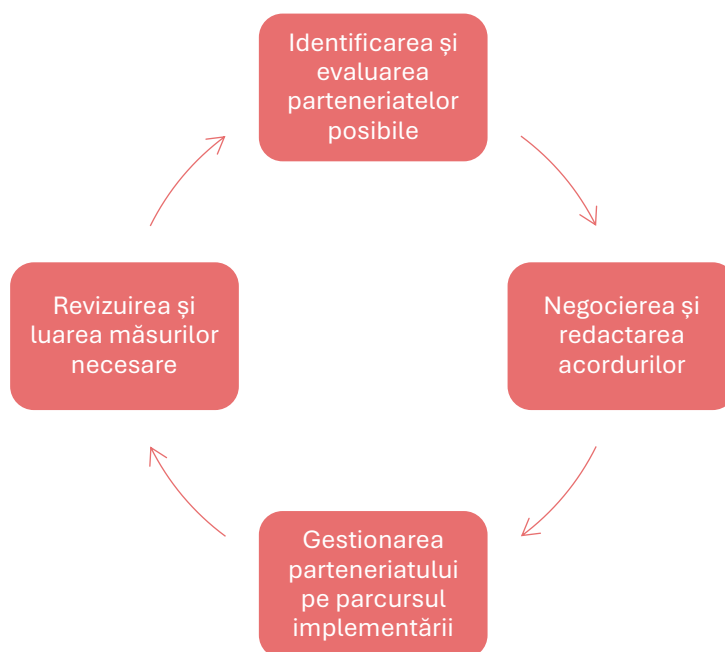 Identificarea și
evaluarea
parteneriatelor
posibile
Negocierea și
redactarea
acordurilor
Gestionarea
parteneriatului
pe parcursul
implementării
Revizuirea și
luarea măsurilor
necesare